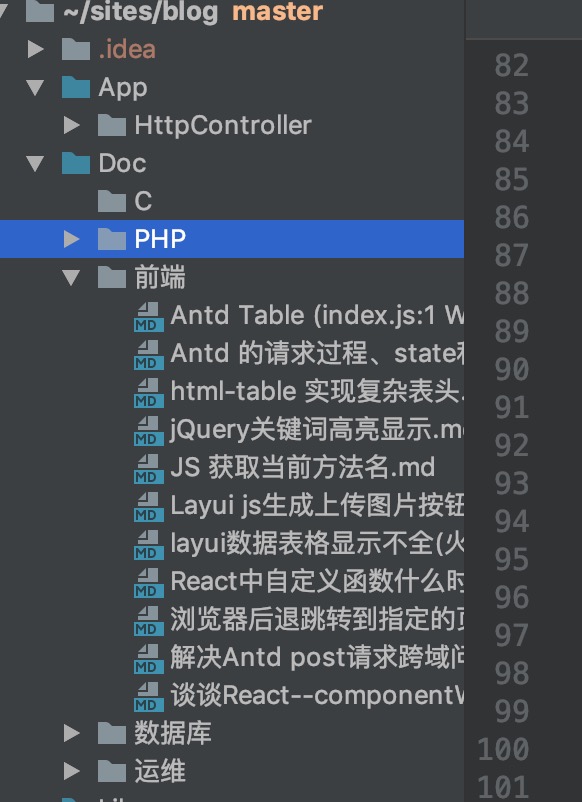 ~/sites/blog master
.idea
App
HttpController
Doc
C
PHP
前端
MD Antd Table (index.js:1 W
MD Antd 的请求过程、state
MD html-table 实现复杂表头.
MD jQuery关键词高亮显示.m
MD JS 获取当前方法名.md
MD Layui js生成上传图片按钮
MD layui数据表格显示不全(火
MD React中自定义函数什么时
MD 浏览器后退跳转到指定的页
MD 解决Antd post请求跨域问
MD 谈谈React--componentW
数据库
运维
82
83
84
85
86
87
88
89
90
91
92
93
94
95
96
97
98
99
100
101